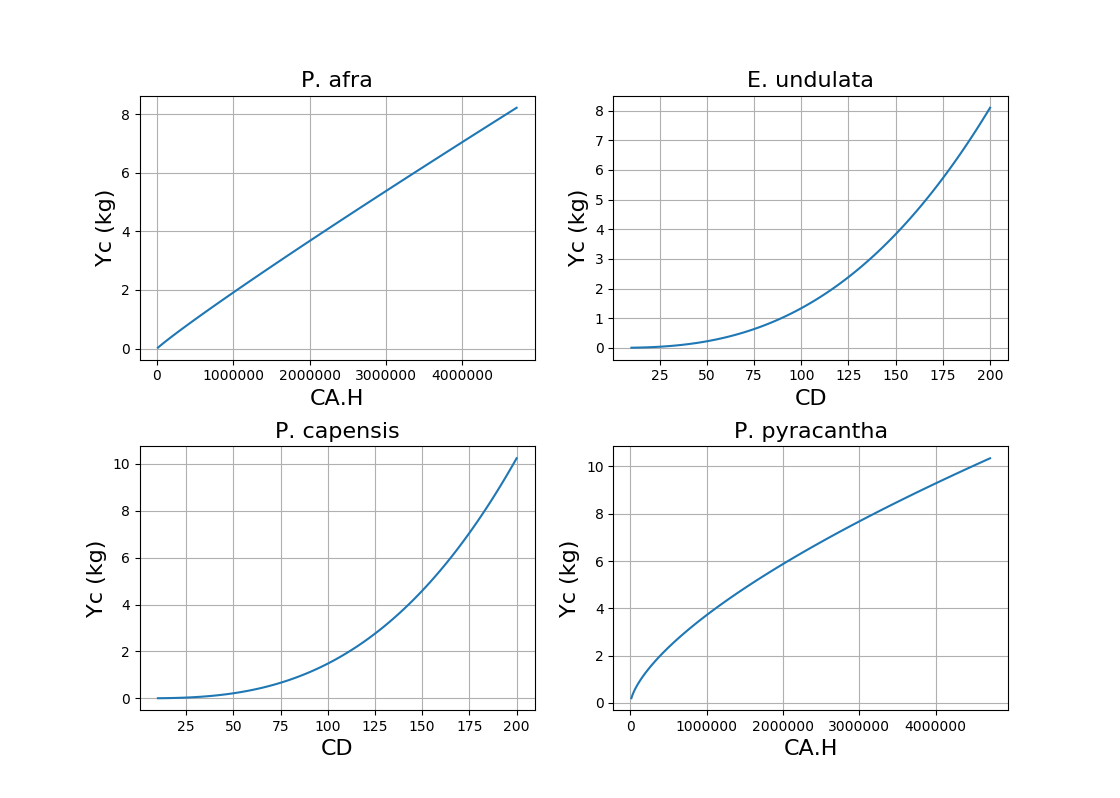 P. afra
8
6
4
2
0
Yc (kg)
0 1000000 2000000 3000000 4000000
CA.H
E. undulata
8
7
6
5
4
3
2
1
0
Yc (kg)
25 50 75 100 125 150 175 200
CD
P. capensis
10
8
6
4
2
0
Yc (kg)
25 50 75 100 125 150 175 200
CD
P. pyracantha
10
8
6
4
2
0
Yc (kg)
0 1000000 2000000 3000000 4000000
CA.H